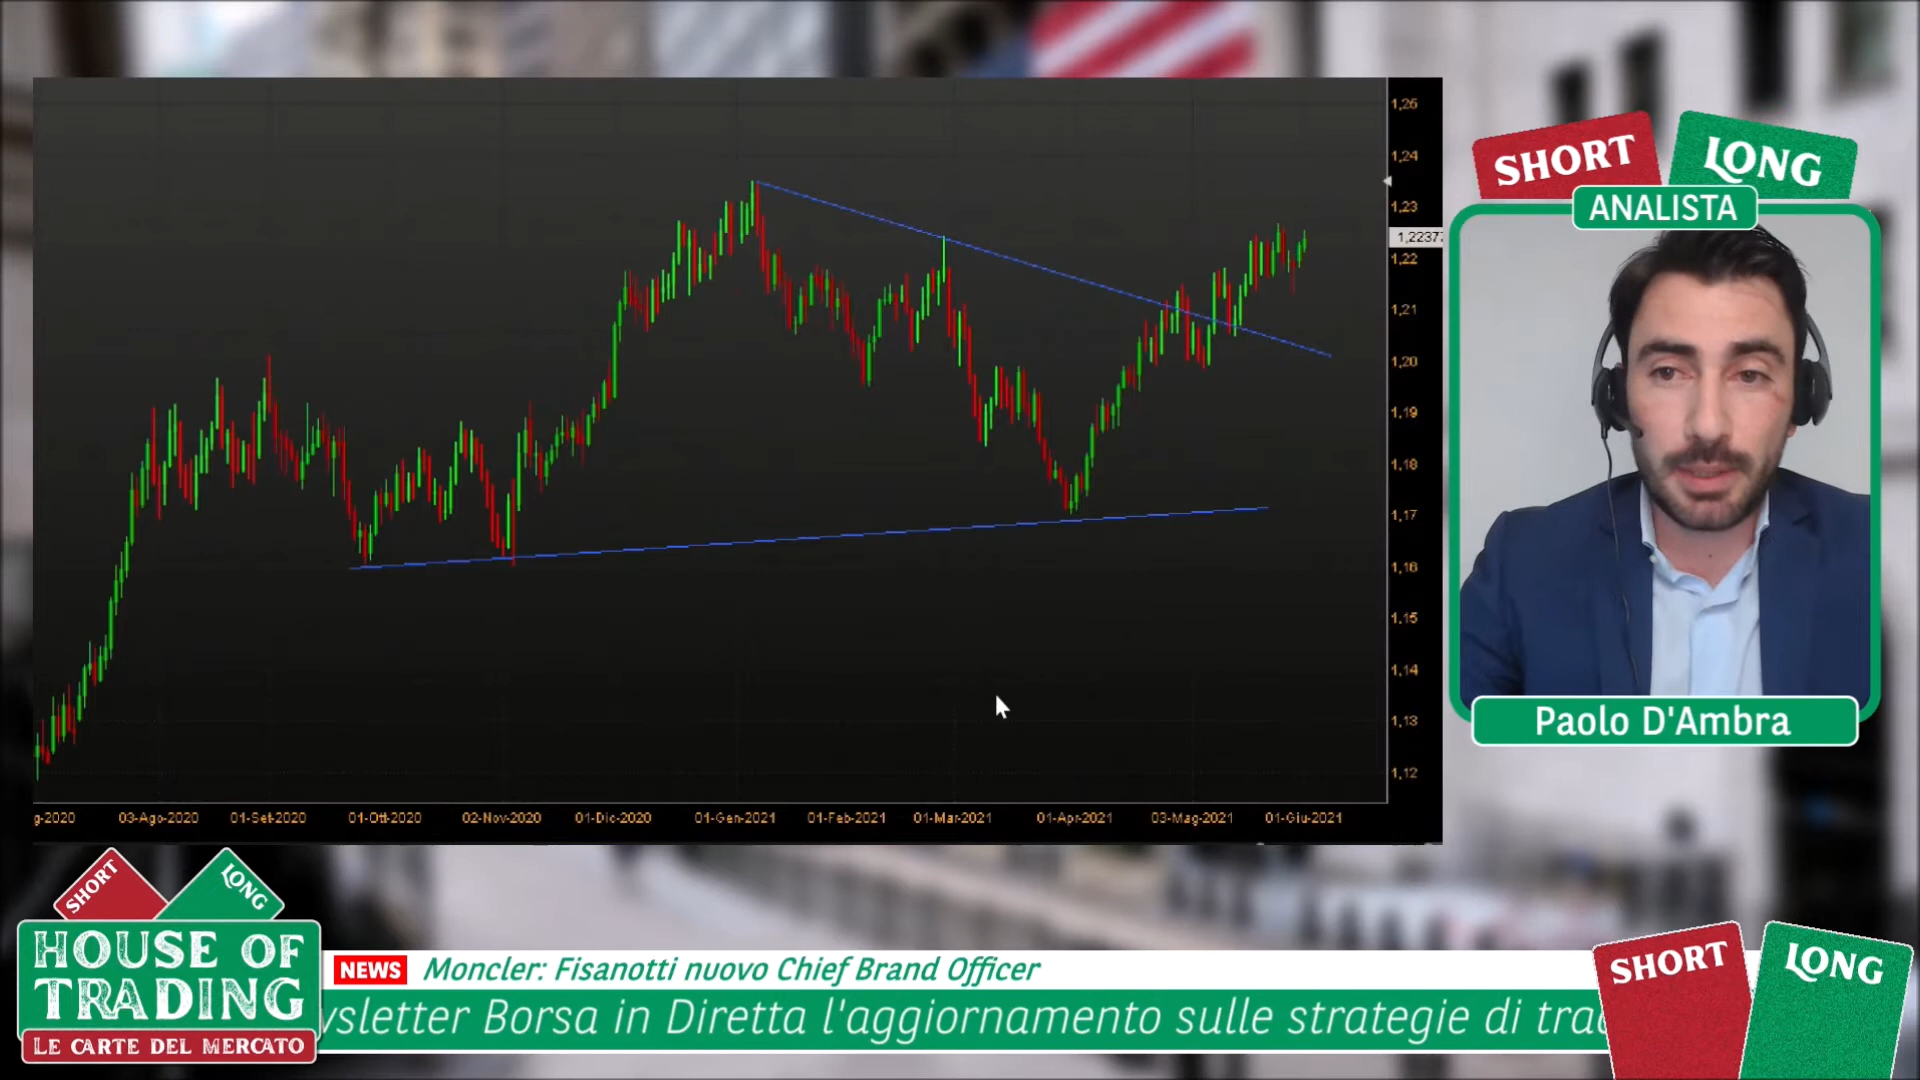 1,26
1,24
1,23
1,2237
1,22
1,21
1,20
1,19
1,18
1,17
1,16
1,15
1,14
1,13
1,12
g-2020
03-Ago-2020
01-Set-2020
01-Ott-2020
02-Nov-2020
01-Dic-2020
01-Gen-2021
01-Feb-2021
01-Mar-2021
01-Apr-2021
03-Mag-2021
01-Giu-2021
SHORT
LONG
ANALISTA
Paolo D'Ambra
SHORT
LONG
HOUSE OF
TRADING
LE CARTE DEL MERCATO
NEWS Moncler: Fisanotti nuovo Chief Brand Officer
wsletter Borsa in Diretta l'aggiornamento sulle strategie di trad
SHORT
LONG